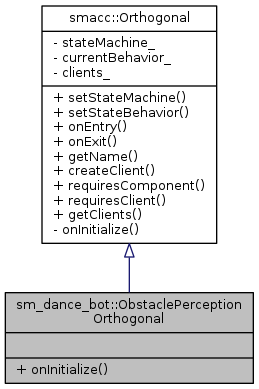 smacc::Orthogonal
- stateMachine_
- currentBehavior_
- clients_
+ setStateMachine()
+ setStateBehavior()
+ onEntry()
+ onExit()
+ getName()
+ createClient()
+ requiresComponent()
+ requiresClient()
+ getClients()
- onInitialize()
sm_dance_bot::ObstaclePerception
Orthogonal
+ onInitialize()